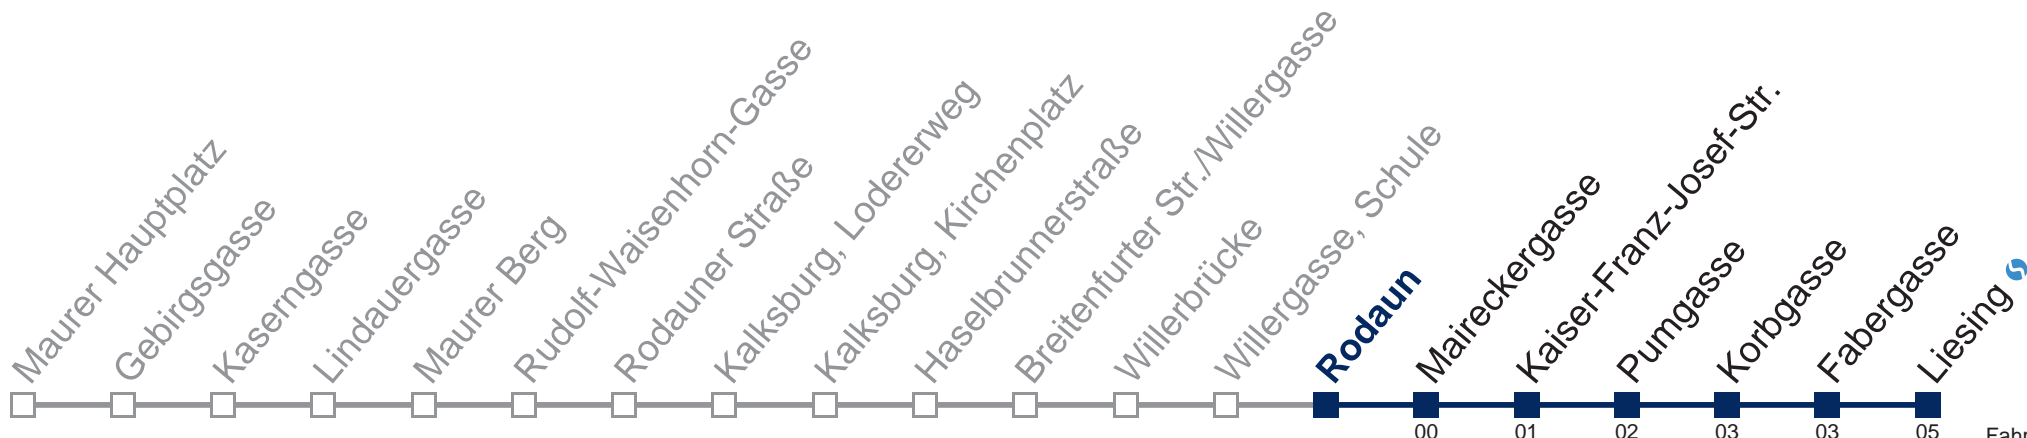 Maurer Hauptplatz
Gebirgsgasse
Kaserngasse
Lindauergasse
Maurer Berg
Rudolf-Waisenhorn-Gasse
Rodauner Straße
Kalksburg, Lodererweg
Kalksburg, Kirchenplatz
Haselbrunnerstraße
Breitenfurter Str./Willergasse
Willerbrücke
Willergasse, Schule
Rodaun
Maireckergasse
Kaiser-Franz-Josef-Str.
Pumgasse
Korbgasse
Fabergasse
Liesing
00 01 02 03 03 05